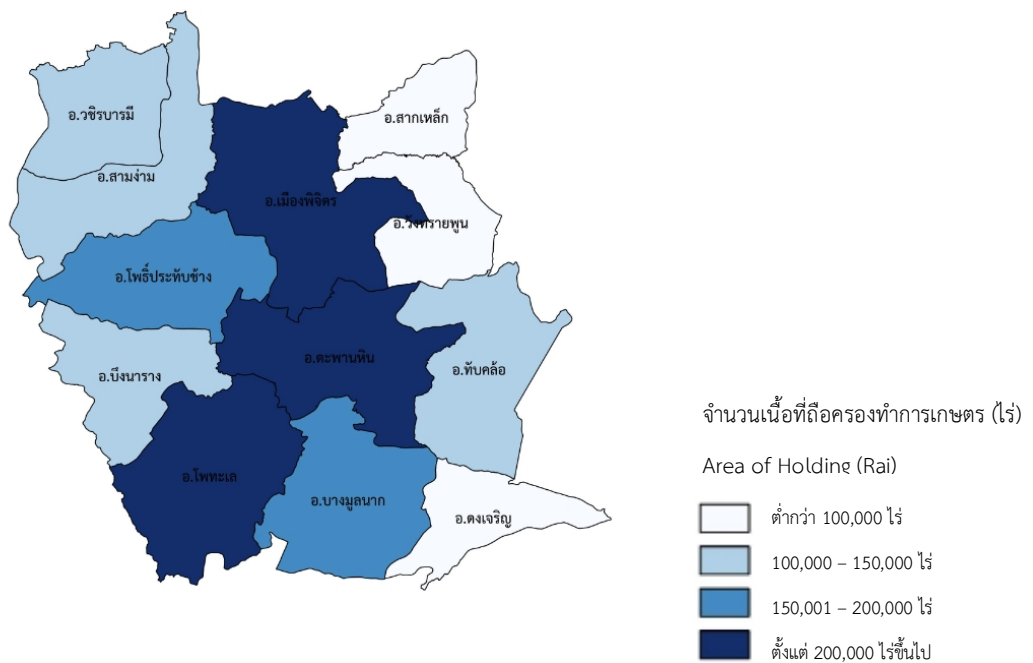 อ.วชิรบารมี
อ.สากเหล็ก
อ.สามง่าม
อ.เมืองพิจิตร
อ.วังทรายพูน
อ.โพธิ์ประทับช้าง
อ.ตะพานหิน
อ.ทับคล้อ
อ.บึงนาราง
อ.โพทะเล
อ.บางมูลนาก
อ.ดงเจริญ
จำนวนเนื้อที่ถือครองทำการเกษตร (ไร่)
Area of Holding (Rai)
ต่ำกว่า 100,000 ไร่
100,000 – 150,000 ไร่
150,001 – 200,000 ไร่
ตั้งแต่ 200,000 ไร่ขึ้นไป